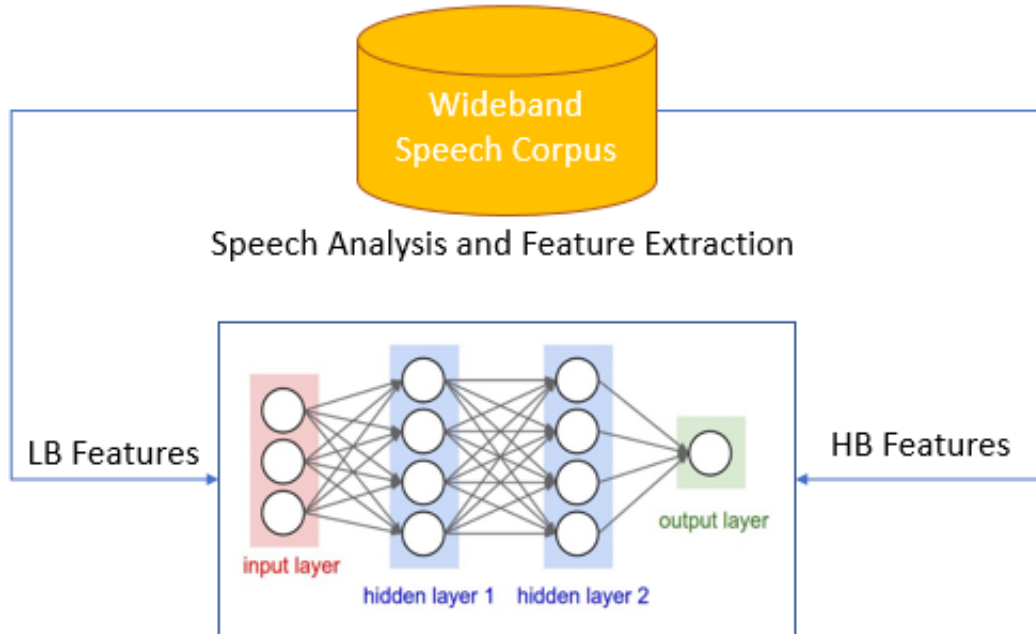 Wideband
Speech Corpus
Speech Analysis and Feature Extraction
LB Features
HB Features
input layer
hidden layer 1
hidden layer 2
output layer